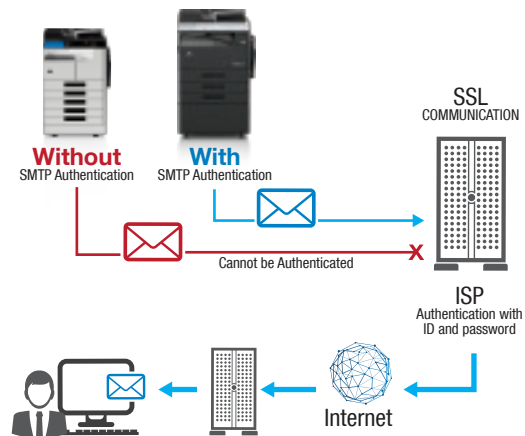 SSL
COMMUNICATION
Without
SMTP Authentication
With
SMTP Authentication
Cannot be Authenticated
X
ISP
Authentication with
ID and password
Internet